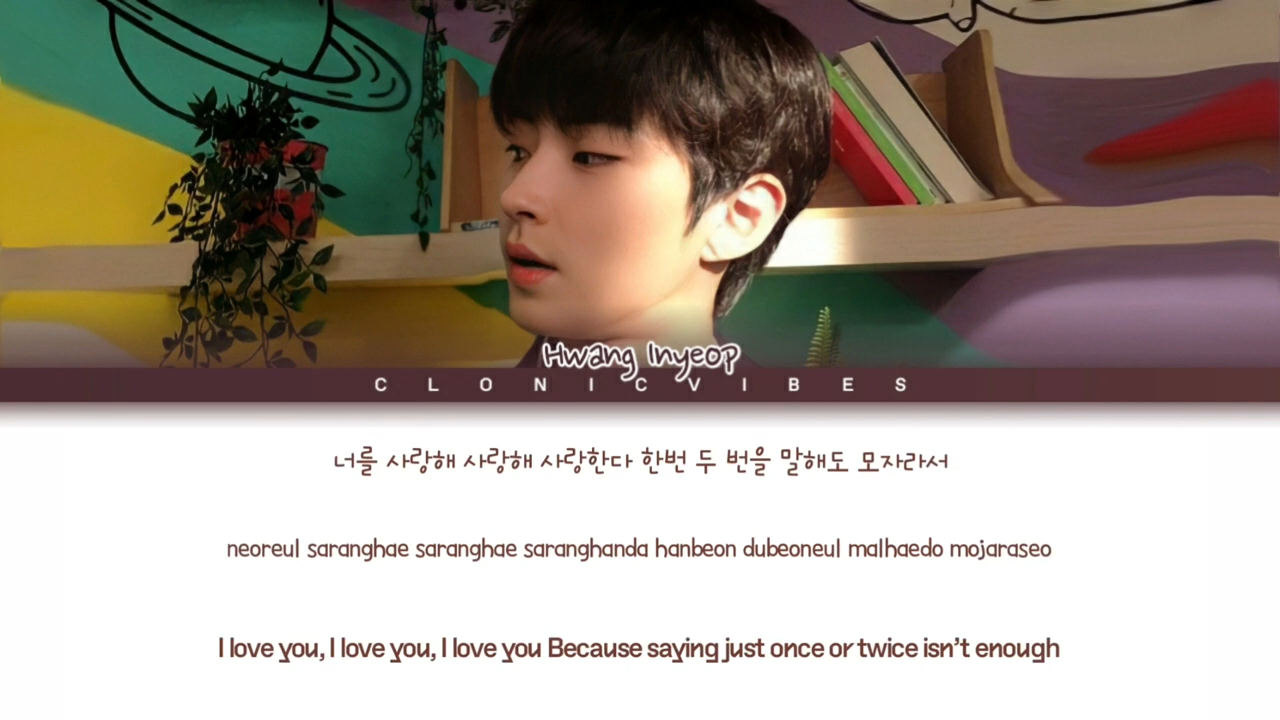 Hwang Inyeop
CLONICVIBES
너를 사랑해 사랑해 사랑한다 한번 두 번을 말해도 모자라서
neoreul saranghae saranghae saranghanda hanbeon dubeoneul malhaedo mojaraseo
I love you, I love you, I love you Because saying just once or twice isn't enough